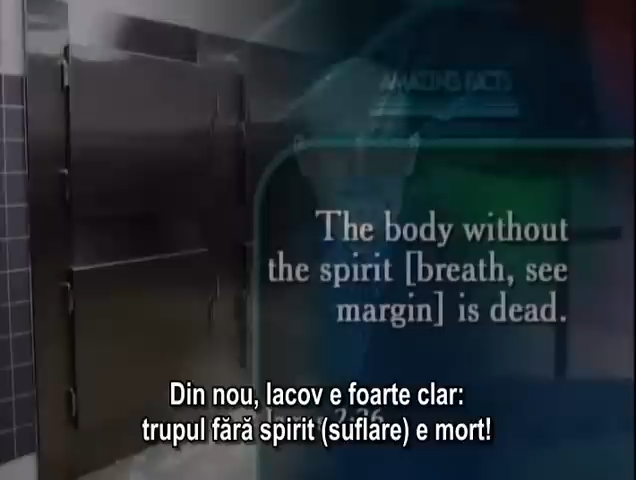 AMAZING FACTS
The body without
the spirit [breath, see
margin] is dead.
Din nou, Iacov e foarte clar:
trupul fără spirit (suflare) e mort!